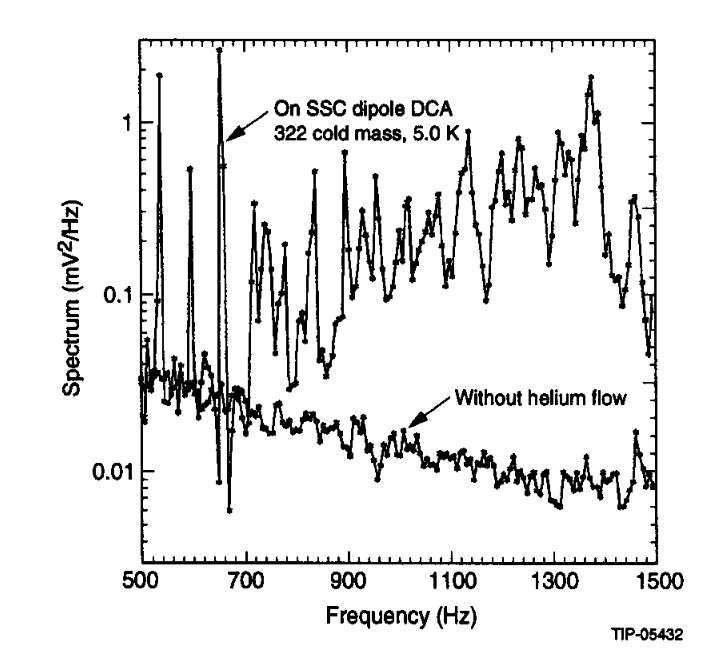 On SSC dipole DCA
322 cold mass, 5.0 K
1
Spectrum (mV²/Hz)
0.1
Without helium flow
0.01
500 700 900 1100 1300 1500
Frequency (Hz)
TIP-05432